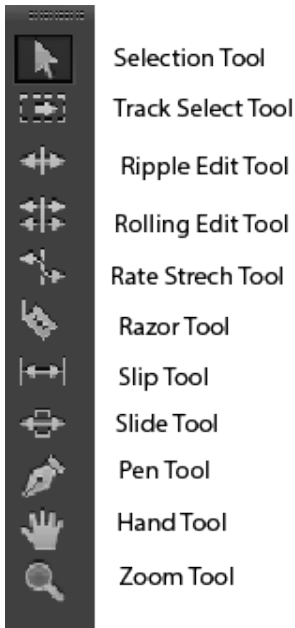 Selection Tool
Track Select Tool
Ripple Edit Tool
Rolling Edit Tool
Rate Strech Tool
Razor Tool
Slip Tool
Slide Tool
Pen Tool
Hand Tool
Zoom Tool